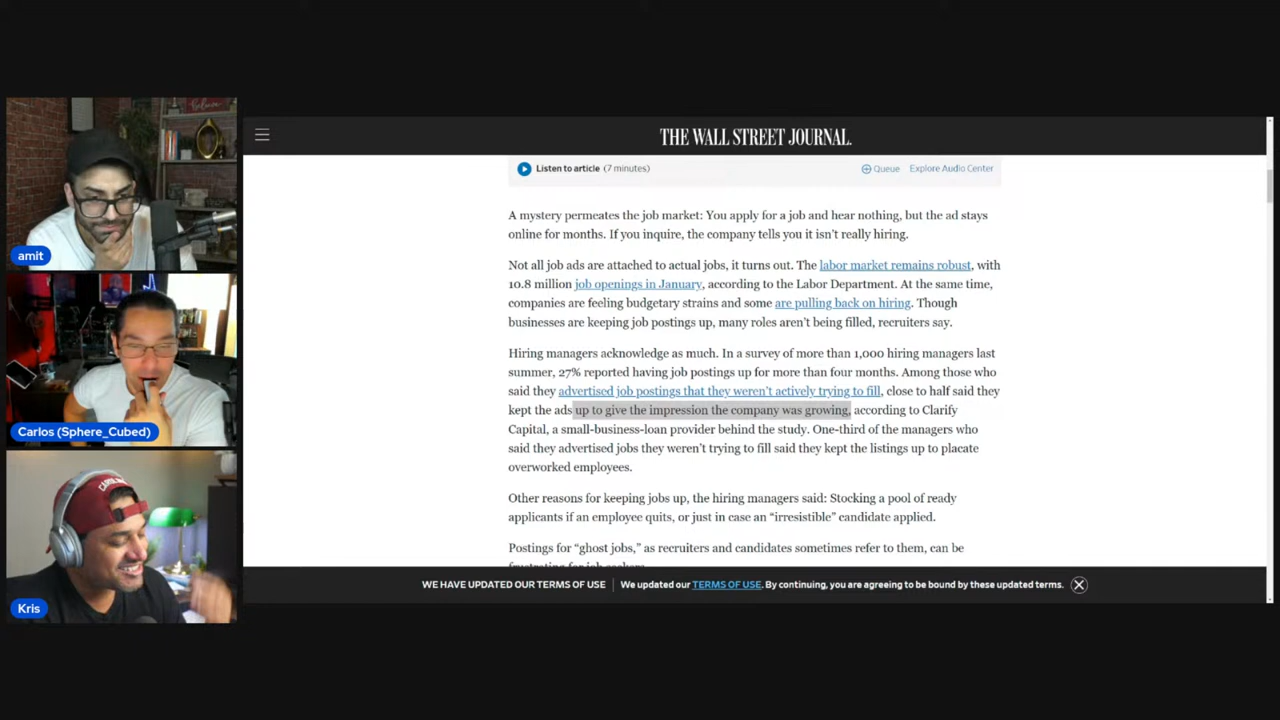 Believe
amit
Carlos (Sphere_Cubed)
CAROLINA
Kris
THE WALL STREET JOURNAL.
Listen to article (7 minutes)
Queue Explore Audio Center
A mystery permeates the job market: You apply for a job and hear nothing, but the ad stays
online for months. If you inquire, the company tells you it isn't really hiring.
Not all job ads are attached to actual jobs, it turns out. The labor market remains robust, with
10.8 million job openings in January, according to the Labor Department. At the same time,
companies are feeling budgetary strains and some are pulling back on hiring. Though
businesses are keeping job postings up, many roles aren't being filled, recruiters say.
Hiring managers acknowledge as much. In a survey of more than 1,000 hiring managers last
summer, 27% reported having job postings up for more than four months. Among those who
said they advertised job postings that they weren't actively trying to fill, close to half said they
kept the ads up to give the impression the company was growing, according to Clarify
Capital, a small-business-loan provider behind the study. One-third of the managers who
said they advertised jobs they weren't trying to fill said they kept the listings up to placate
overworked employees.
Other reasons for keeping jobs up, the hiring managers said: Stocking a pool of ready
applicants if an employee quits, or just in case an “irresistible” candidate applied.
Postings for “ghost jobs,” as recruiters and candidates sometimes refer to them, can be
frustrating for job seekers
WE HAVE UPDATED OUR TERMS OF USE We updated our TERMS OF USE. By continuing, you are agreeing to be bound by these updated terms.